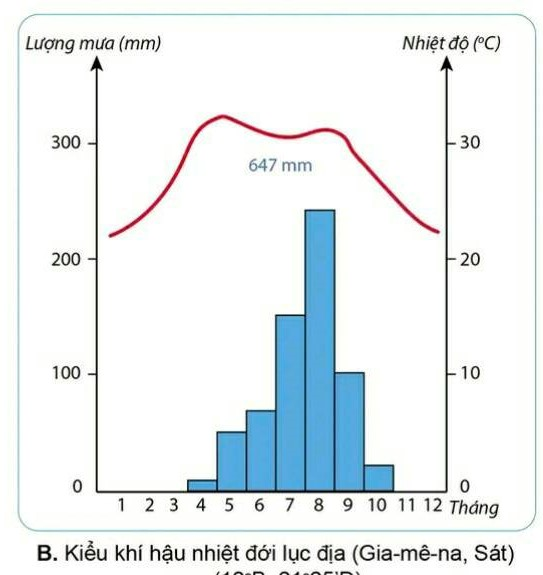 Lượng mưa (mm) Nhiệt độ (ºC)
300 30
647 mm
200 20
100 10
0 0
1 2 3 4 5 6 7 8 9 10 11 12 Tháng
B. Kiểu khí hậu nhiệt đới lục địa (Gia-mê-na, Sát)